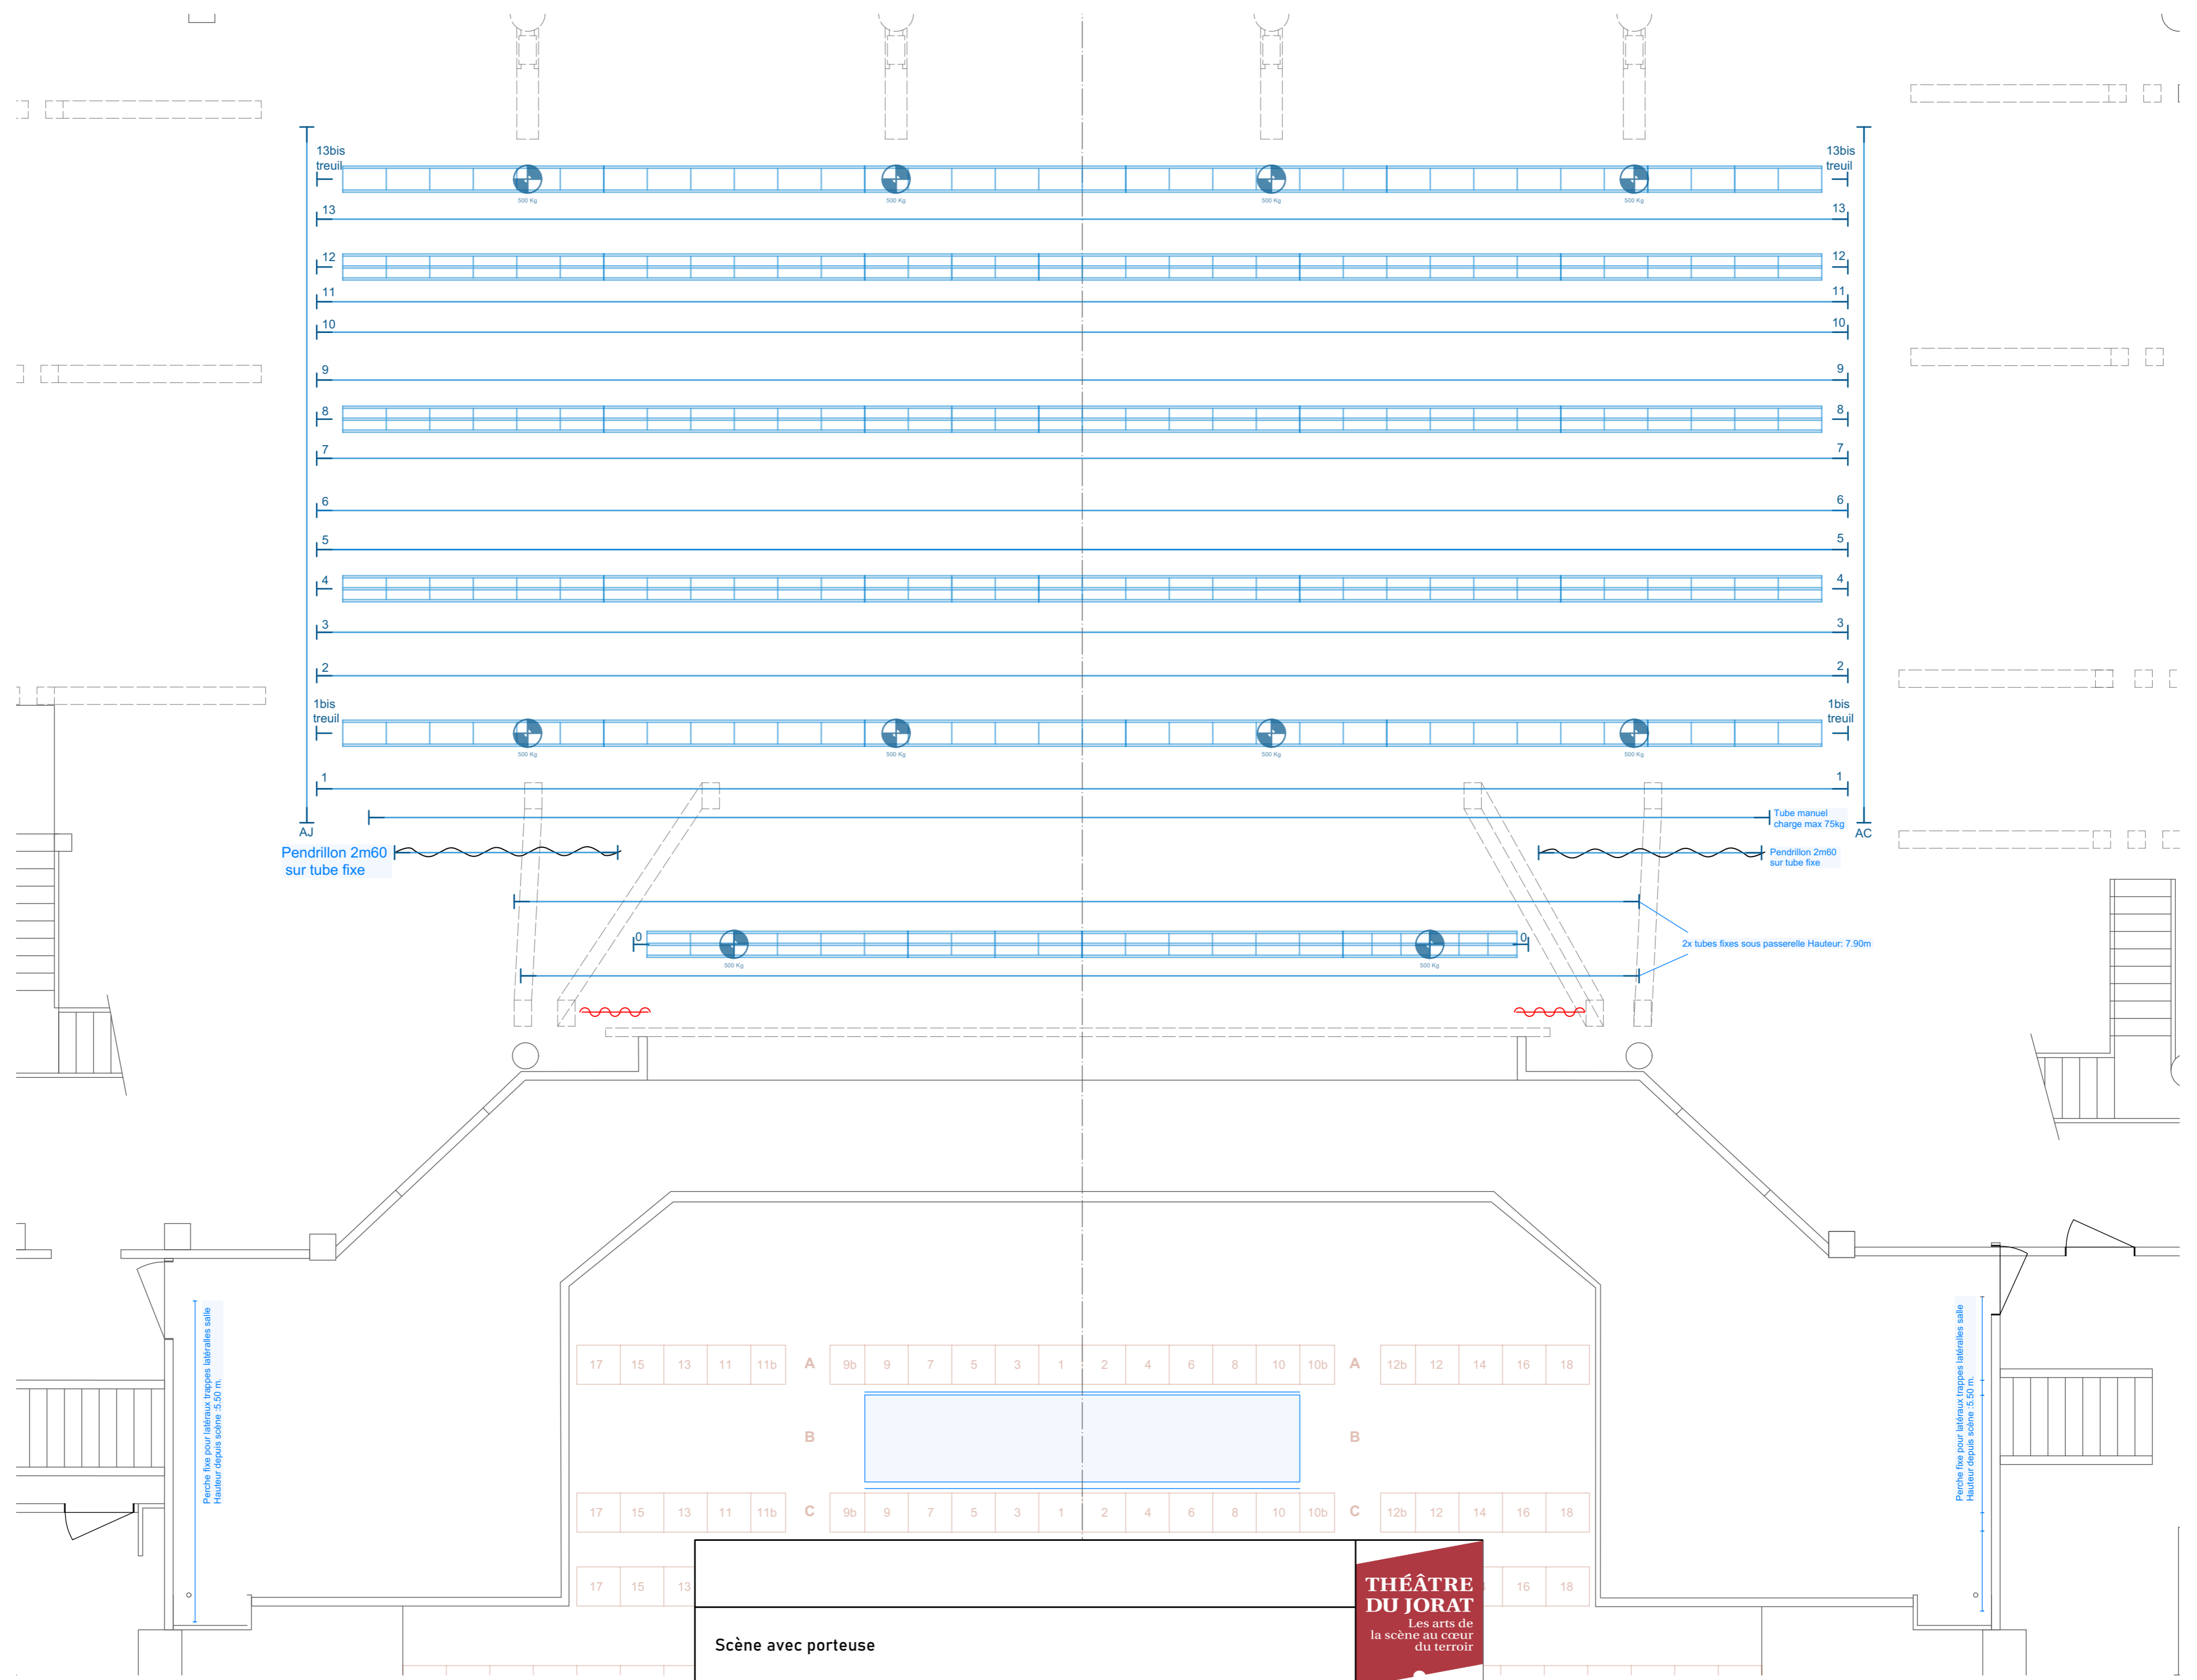 13bis
treuil
13bis
treuil
500 Kg
500 Kg
500 Kg
500 Kg
13
13
12
12
11
11
10
10
9
9
8
8
7
7
6
6
5
5
4
4
3
3
2
2
1bis
treuil
1bis
treuil
500 Kg
500 Kg
500 Kg
500 Kg
1
1
AJ
Tube manuel
charge max 75kg
AC
Pendrillon 2m60
sur tube fixe
Pendrillon 2m60
sur tube fixe
0
0
500 Kg
500 Kg
2x tubes fixes sous passerelle Hauteur: 7.90m
Perche fixe pour latéraux trappes latéralles salle
Hauteur depuis scène :5.50 m.
Perche fixe pour latéraux trappes latéralles salle
Hauteur depuis scène :5.50 m.
17 15 13 11 11b A 9b 9 7 5 3 1 2 4 6 8 10 10b A 12b 12 14 16 18
B B
17 15 13 11 11b C 9b 9 7 5 3 1 2 4 6 8 10 10b C 12b 12 14 16 18
17 15 13 16 18
THÉÂTRE
DU JORAT
Les arts de
la scène au cœur
du terroir
Scène avec porteuse